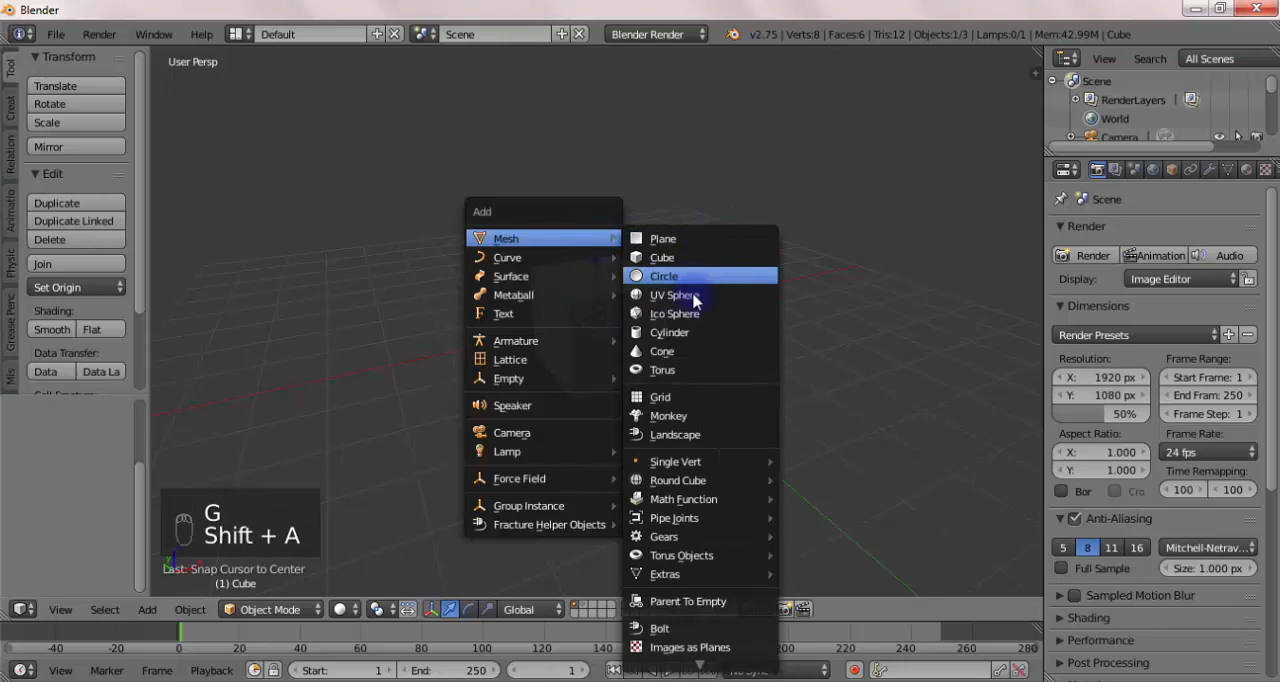 Blender
File Render Window Help Default Scene Blender Render v2.75 | Verts:8 | Faces:6 | Tris:12 | Objects:1/3 | Lamps:0/1 | Mem:42.99M | Cube
Tool
Creat
Relation
Animatio
Physic
Grease Penc
Mis
Transform
Translate
Rotate
Scale
Mirror
Edit
Duplicate
Duplicate Linked
Delete
Join
Set Origin
Shading:
Smooth Flat
Data Transfer:
Data Data La
User Persp
Add
Mesh
Curve
Surface
Metaball
Text
Armature
Lattice
Empty
Speaker
Camera
Lamp
Force Field
Group Instance
Fracture Helper Objects
Plane
Cube
Circle
UV Sphere
Ico Sphere
Cylinder
Cone
Torus
Grid
Monkey
Landscape
Single Vert
Round Cube
Math Function
Pipe Joints
Gears
Torus Objects
Extras
Parent To Empty
Bolt
Images as Planes
G
Shift + A
Last: Snap Cursor to Center
(1) Cube
View Select Add Object Object Mode Global
-40 -20 0 20 40 60 80 100 120 140 200 220 240 260 280
View Marker Frame Playback Start: 1 End: 250 1
View Search All Scenes
Scene
RenderLayers |
World
Camera
Scene
Render
Render Animation Audio
Display: Image Editor
Dimensions
Render Presets
Resolution: Frame Range:
X: 1920 px Start Frame: 1
Y: 1080 px End Fram: 250
50% Frame Step: 1
Aspect Ratio: Frame Rate:
X: 1.000 24 fps
Y: 1.000 Time Remapping:
Bor Cro 100 100
Anti-Aliasing
5 8 11 16 Mitchell-Netrav...
Full Sample Size: 1.000 px
Sampled Motion Blur
Shading
Performance
Post Processing